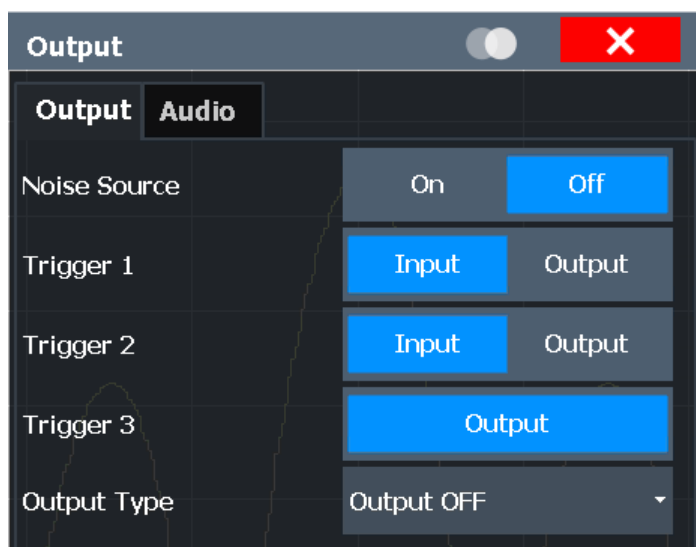 Output
Output Audio
Noise Source On Off
Trigger 1 Input Output
Trigger 2 Input Output
Trigger 3 Output
Output Type Output OFF